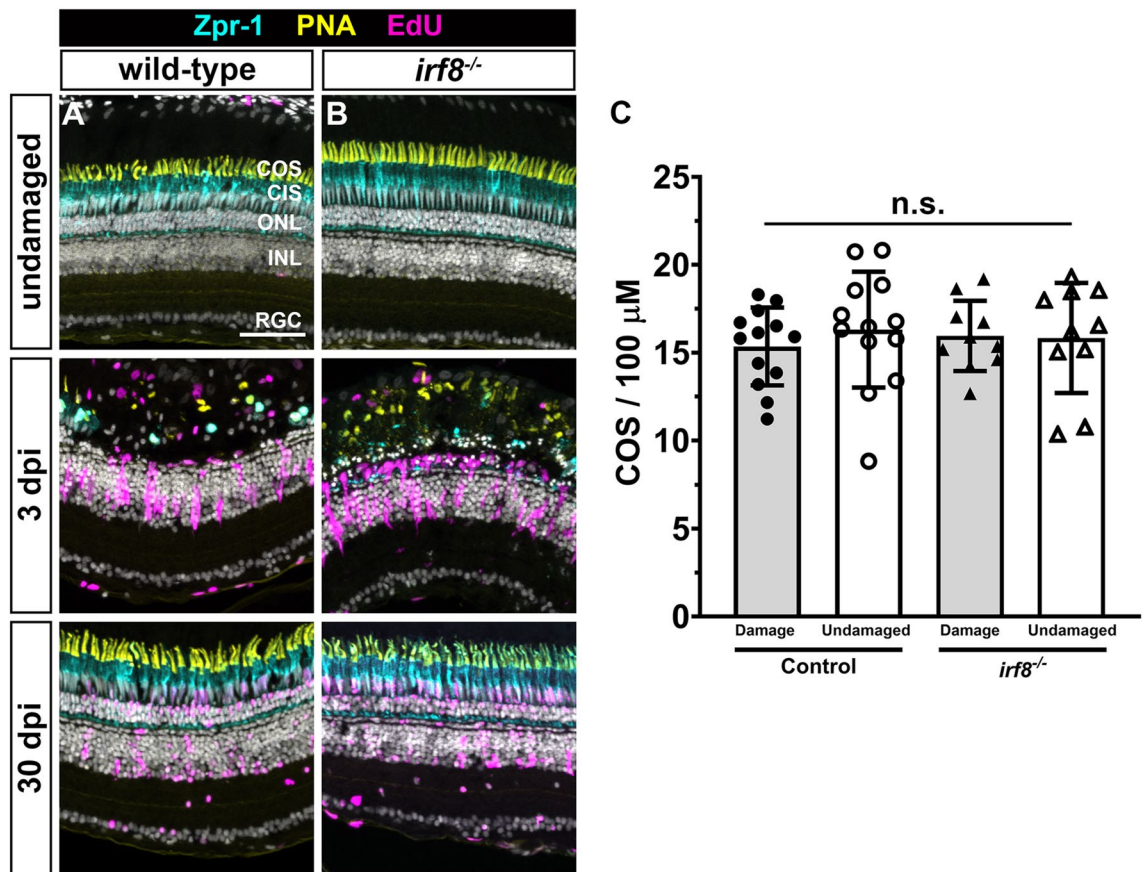 Zpr-1 PNA EdU
wild-type irf8-/-
undamaged
A
COS
CIS
ONL
INL
RGC
B
3 dpi
30 dpi
C
COS / 100 µM
25
20
15
10
5
0
n.s.
Damage Undamaged Damage Undamaged
Control irf8-/-